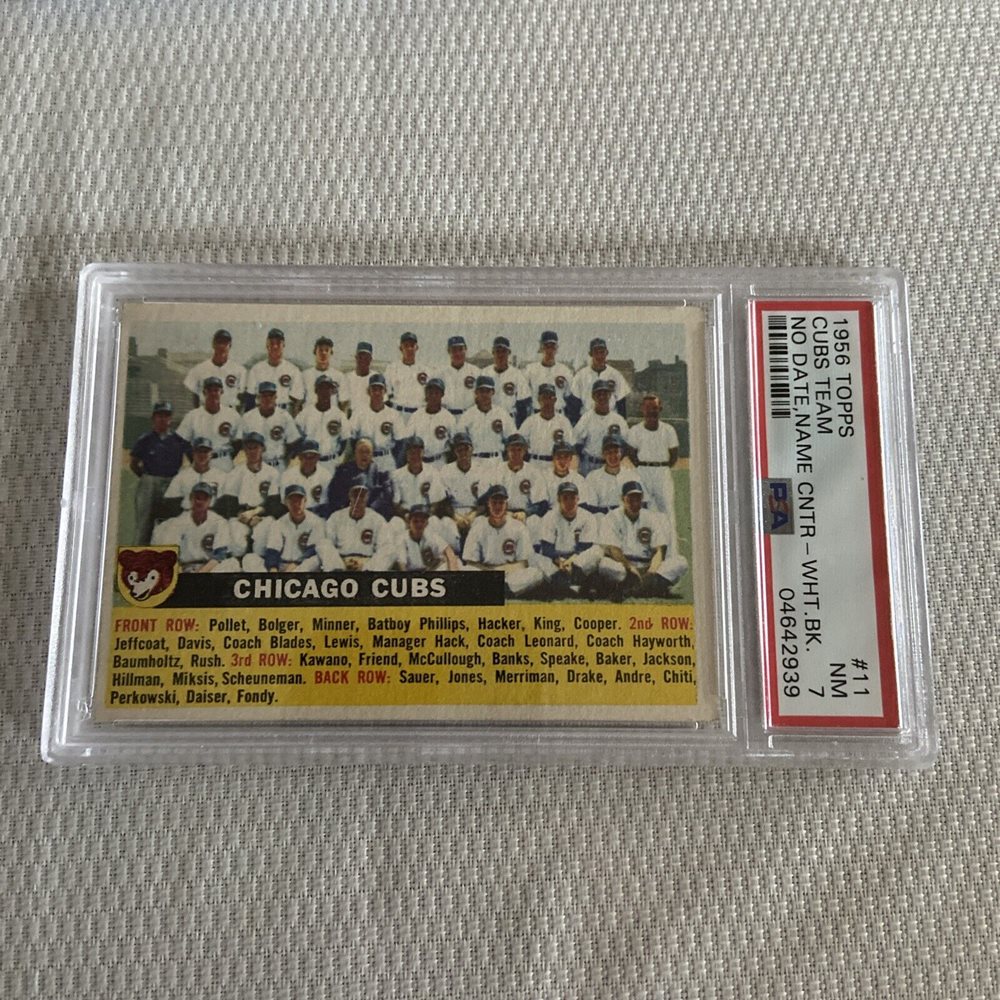 CHICAGO CUBS
FRONT ROW: Pollet, Bolger, Minner, Batboy Phillips, Hacker, King, Cooper. 2nd ROW:
Jeffcoat, Davis, Coach Blades, Lewis, Manager Hack, Coach Leonard, Coach Hayworth,
Baumholtz, Rush. 3rd ROW: Kawano, Friend, McCullough, Banks, Speake, Baker, Jackson,
Hillman, Miksis, Scheuneman. BACK ROW: Sauer, Jones, Merriman, Drake, Andre, Chiti,
Perkowski, Daiser, Fondy.
1956 TOPPS #11
CUBS TEAM NM
NO DATE,NAME CNTR-WHT.BK. 7
PSA 04642939